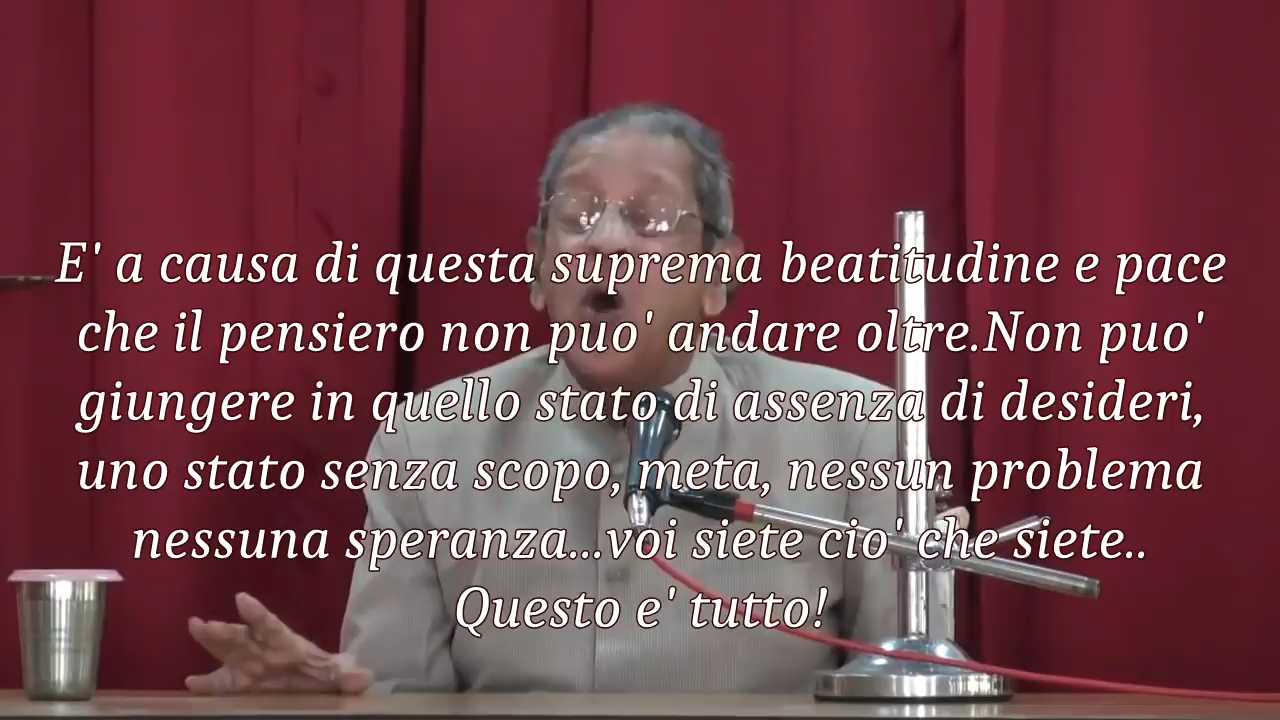 E' a causa di questa suprema beatitudine e pace
che il pensiero non puo' andare oltre.Non puo'
giungere in quello stato di assenza di desideri,
uno stato senza scopo, meta, nessun problema
nessuna speranza...voi siete cio' che siete..
Questo e' tutto!